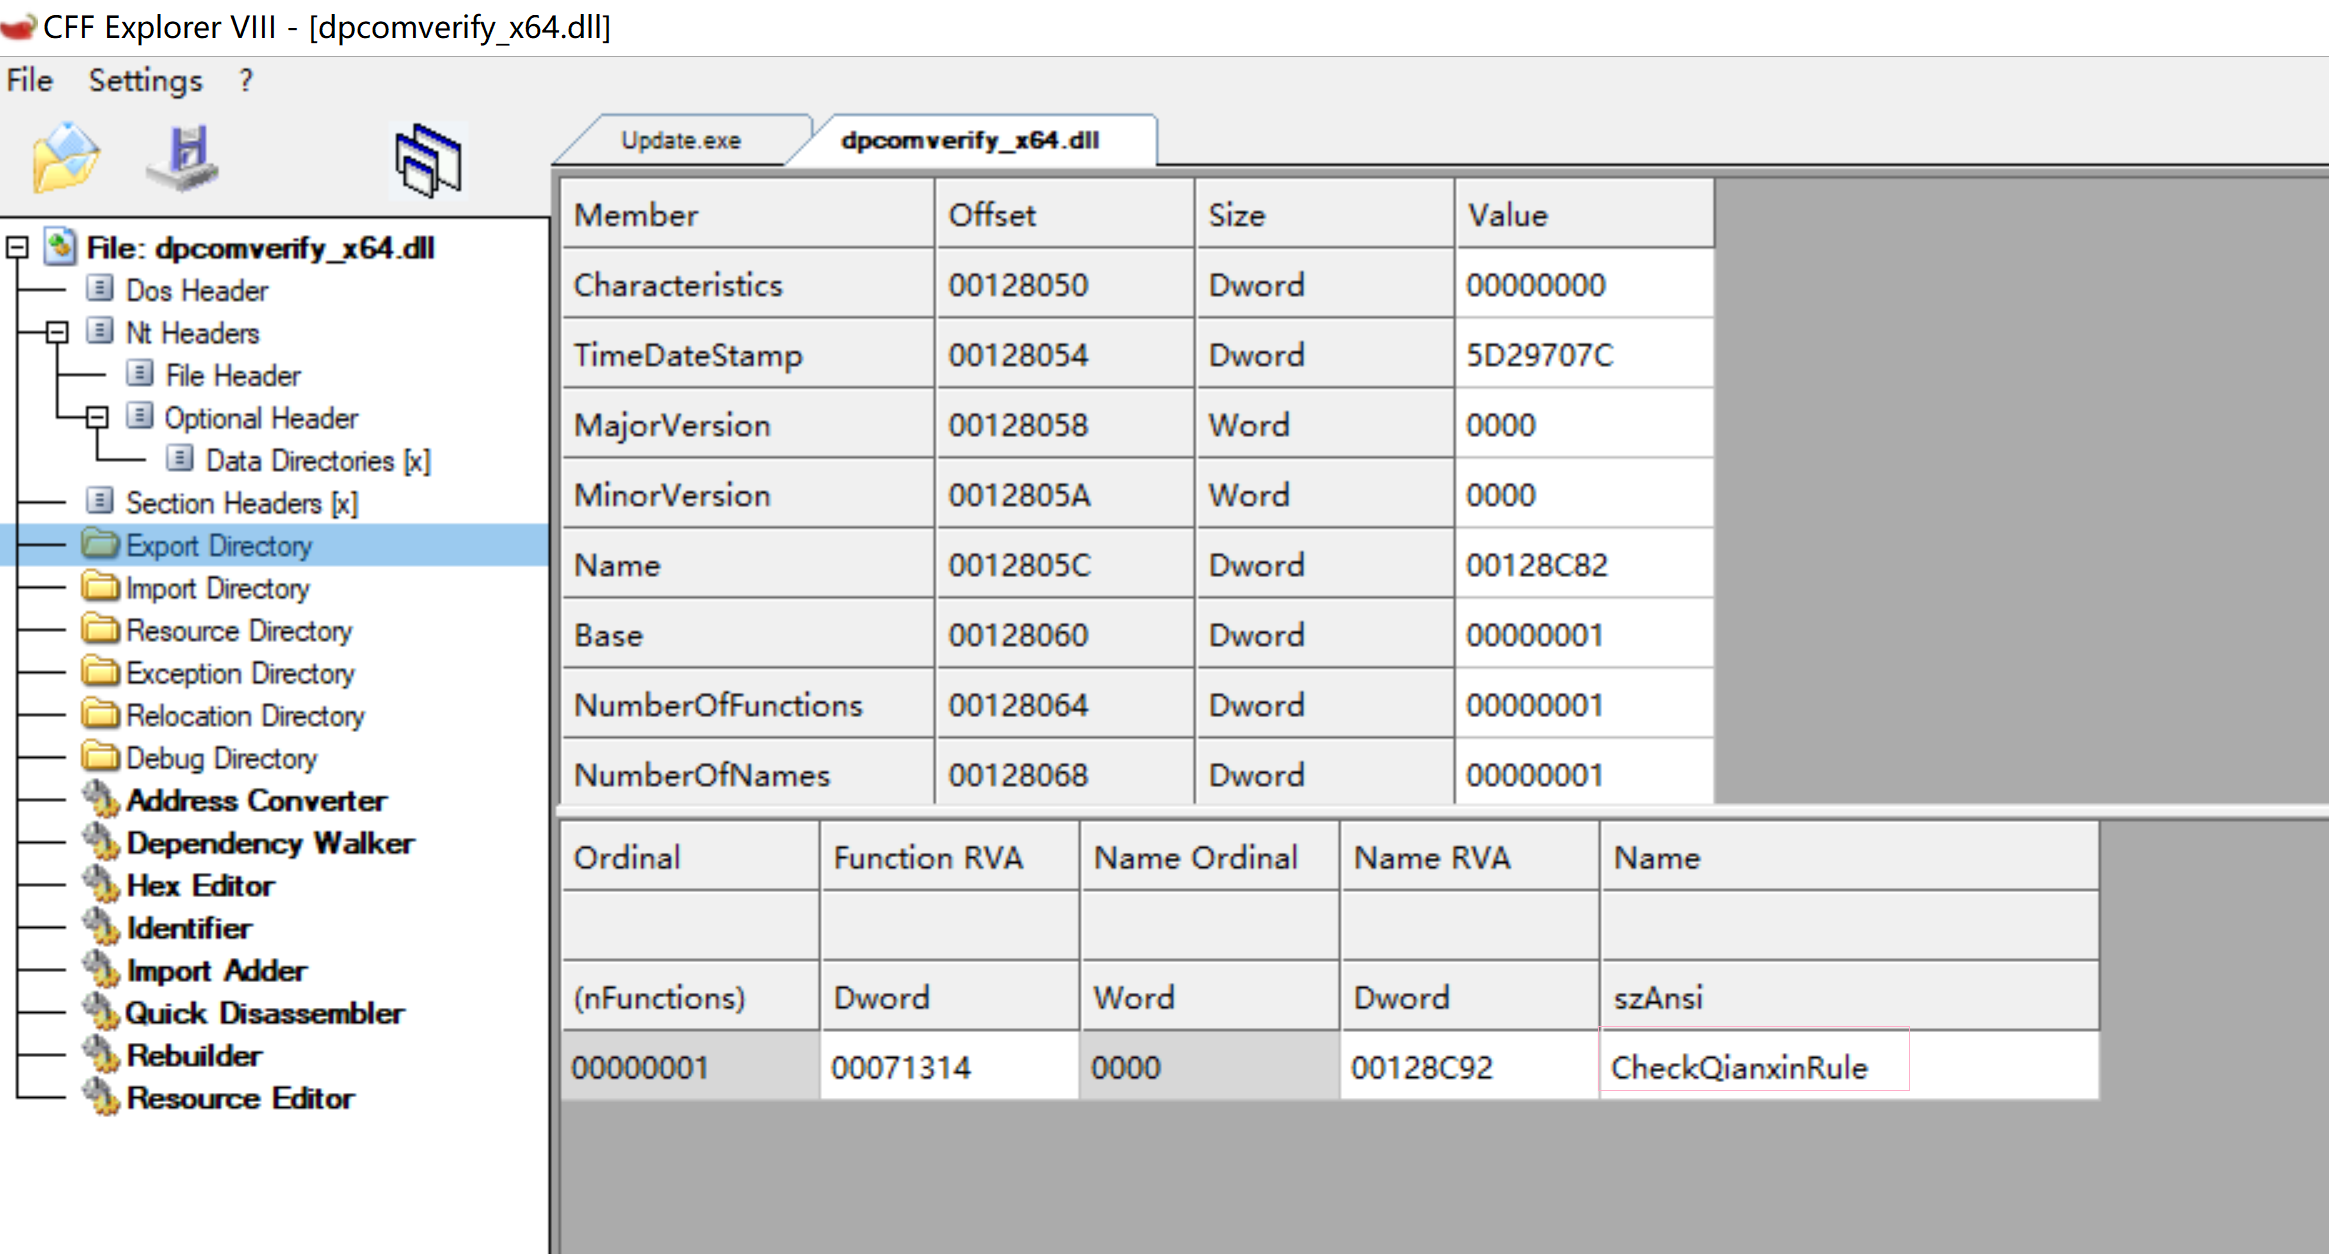 CFF Explorer VIII - [dpcomverify_x64.dll]
File Settings ?
Update.exe dpcomverify_x64.dll
File: dpcomverify_x64.dll
Dos Header
Nt Headers
File Header
Optional Header
Data Directories [x]
Section Headers [x]
Export Directory
Import Directory
Resource Directory
Exception Directory
Relocation Directory
Debug Directory
Address Converter
Dependency Walker
Hex Editor
Identifier
Import Adder
Quick Disassembler
Rebuilder
Resource Editor
Member Offset Size Value
Characteristics 00128050 Dword 00000000
TimeDateStamp 00128054 Dword 5D29707C
MajorVersion 00128058 Word 0000
MinorVersion 0012805A Word 0000
Name 0012805C Dword 00128C82
Base 00128060 Dword 00000001
NumberOfFunctions 00128064 Dword 00000001
NumberOfNames 00128068 Dword 00000001
Ordinal Function RVA Name Ordinal Name RVA Name
(nFunctions) Dword Word Dword szAnsi
00000001 00071314 0000 00128C92 CheckQianxinRule